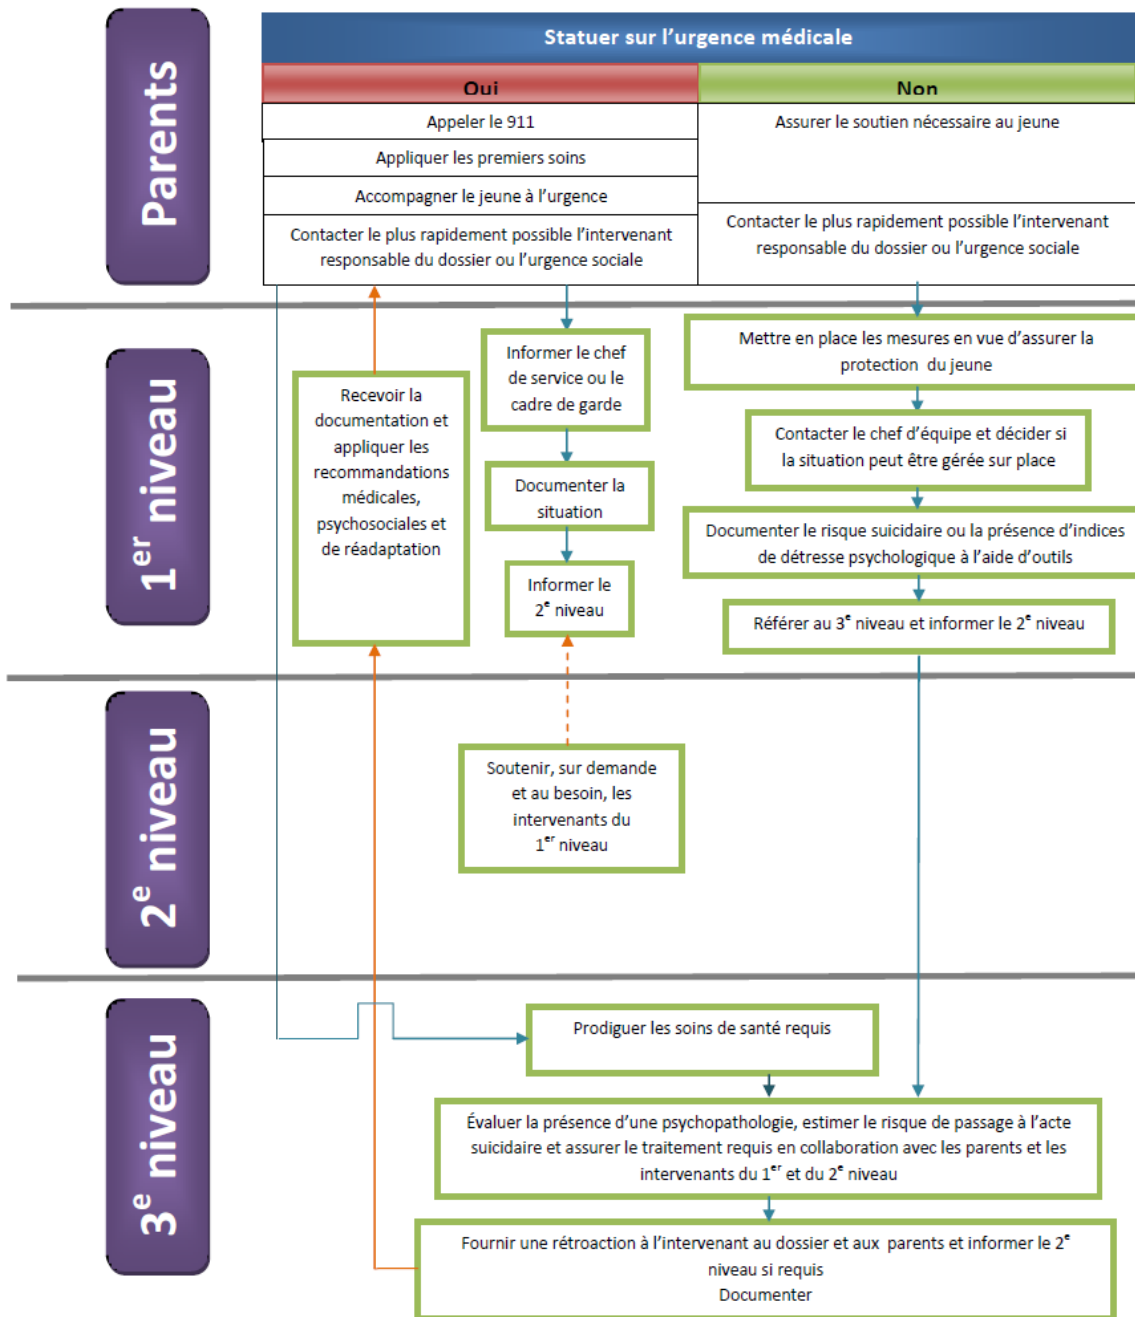 Parents
Statuer sur l'urgence médicale
Oui
Non
Appeler le 911
Appliquer les premiers soins
Accompagner le jeune à l'urgence
Contacter le plus rapidement possible l'intervenant
responsable du dossier ou l'urgence sociale
Assurer le soutien nécessaire au jeune
Contacter le plus rapidement possible l'intervenant
responsable du dossier ou l'urgence sociale
1er niveau
Recevoir la
documentation et
appliquer les
recommandations
médicales,
psychosociales et
de réadaptation
Informer le chef
de service ou le
cadre de garde
Documenter la
situation
Informer le
2e niveau
Mettre en place les mesures en vue d'assurer la
protection du jeune
Contacter le chef d'équipe et décider si
la situation peut être gérée sur place
Documenter le risque suicidaire ou la présence d'indices
de détresse psychologique à l'aide d'outils
Référer au 3e niveau et informer le 2e niveau
2e niveau
Soutenir, sur demande
et au besoin, les
intervenants du
1er niveau
3e niveau
Prodiguer les soins de santé requis
Évaluer la présence d'une psychopathologie, estimer le risque de passage à l'acte
suicidaire et assurer le traitement requis en collaboration avec les parents et les
intervenants du 1er et du 2e niveau
Fournir une rétroaction à l'intervenant au dossier et aux parents et informer le 2e
niveau si requis
Documenter